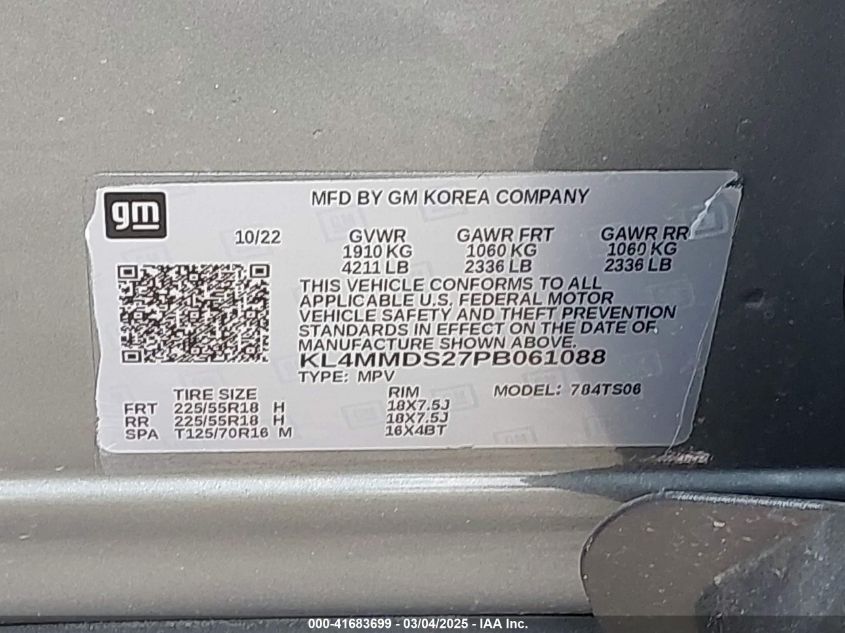 gm
MFD BY GM KOREA COMPANY
10/22 GVWR GAWR FRT GAWR RR
1910 KG 1060 KG 1060 KG
4211 LB 2336 LB 2336 LB
THIS VEHICLE CONFORMS TO ALL
APPLICABLE U.S. FEDERAL MOTOR
VEHICLE SAFETY AND THEFT PREVENTION
STANDARDS IN EFFECT ON THE DATE OF
MANUFACTURE SHOWN ABOVE.
KL4MMDS27PB061088
TYPE: MPV
TIRE SIZE RIM MODEL: 784TS06
FRT 225/55R18 H 18X7.5J
RR 225/55R18 H 18X7.5J
SPA T125/70R16 M 16X4BT
000-41683699 - 03/04/2025 - IAA Inc.